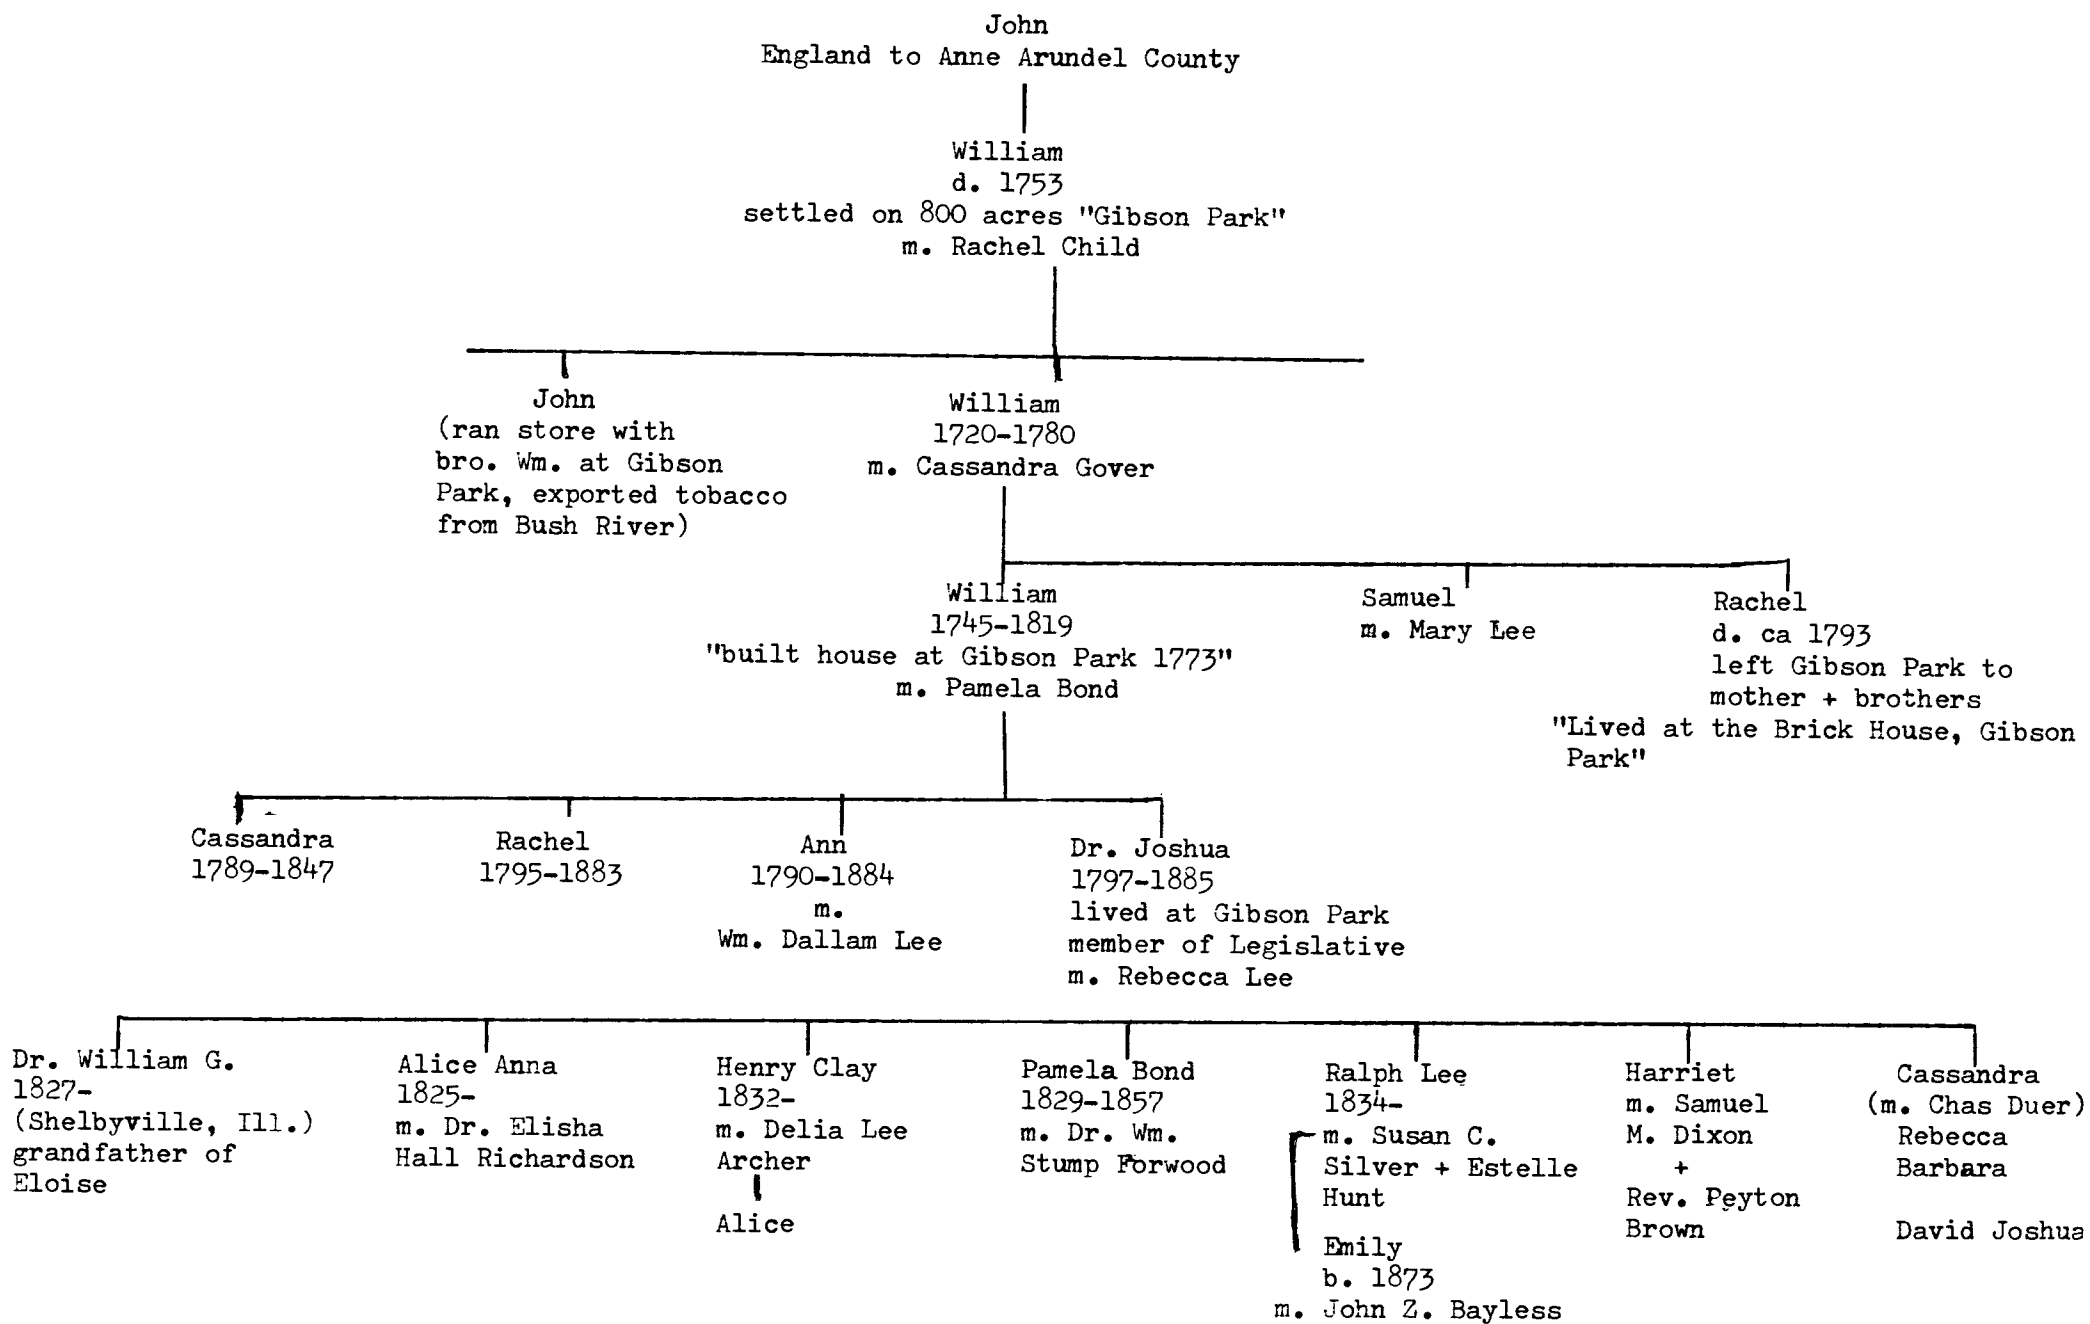 John
England to Anne Arundel County
William
d. 1753
settled on 800 acres "Gibson Park"
m. Rachel Child
John
(ran store with
bro. Wm. at Gibson
Park, exported tobacco
from Bush River)
William
1720-1780
m. Cassandra Gover
William
1745-1819
"built house at Gibson Park 1773"
m. Pamela Bond
Samuel
m. Mary Lee
Rachel
d. ca 1793
left Gibson Park to
mother + brothers
"Lived at the Brick House, Gibson
Park"
Cassandra
1789-1847
Rachel
1795-1883
Ann
1790-1884
m.
Wm. Dallam Lee
Dr. Joshua
1797-1885
lived at Gibson Park
member of Legislative
m. Rebecca Lee
Dr. William G.
1827-
(Shelbyville, Ill.)
grandfather of
Eloise
Alice Anna
1825-
m. Dr. Elisha
Hall Richardson
Henry Clay
1832-
m. Delia Lee
Archer
Alice
Pamela Bond
1829-1857
m. Dr. Wm.
Stump Forwood
Ralph Lee
1834-
m. Susan C.
Silver + Estelle
Hunt
Emily
b. 1873
m. John Z. Bayless
Harriet
m. Samuel
M. Dixon
+
Rev. Peyton
Brown
Cassandra
(m. Chas Duer)
Rebecca
Barbara
David Joshua